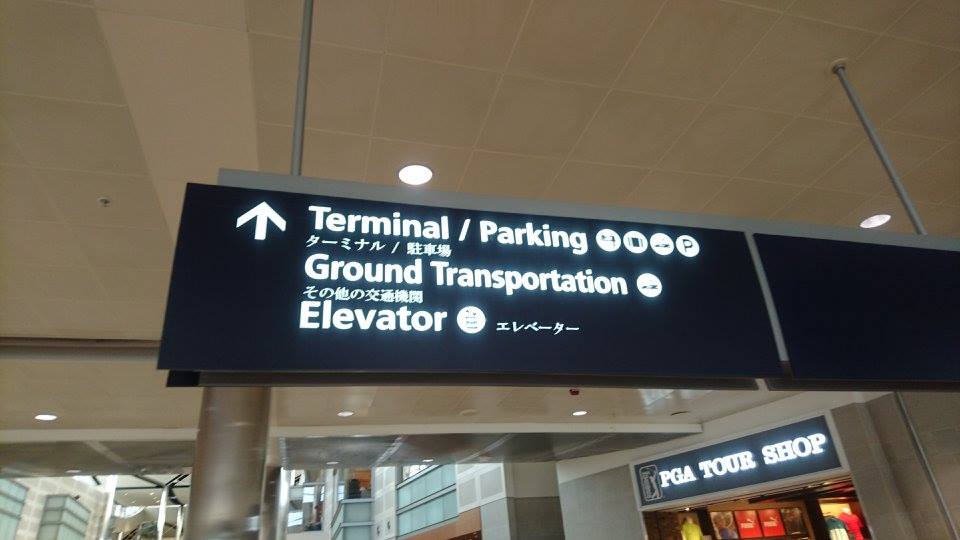 Terminal / Parking P
ターミナル / 駐車場
Ground Transportation
その他の交通機関
Elevator エレベーター
PGA TOUR SHOP